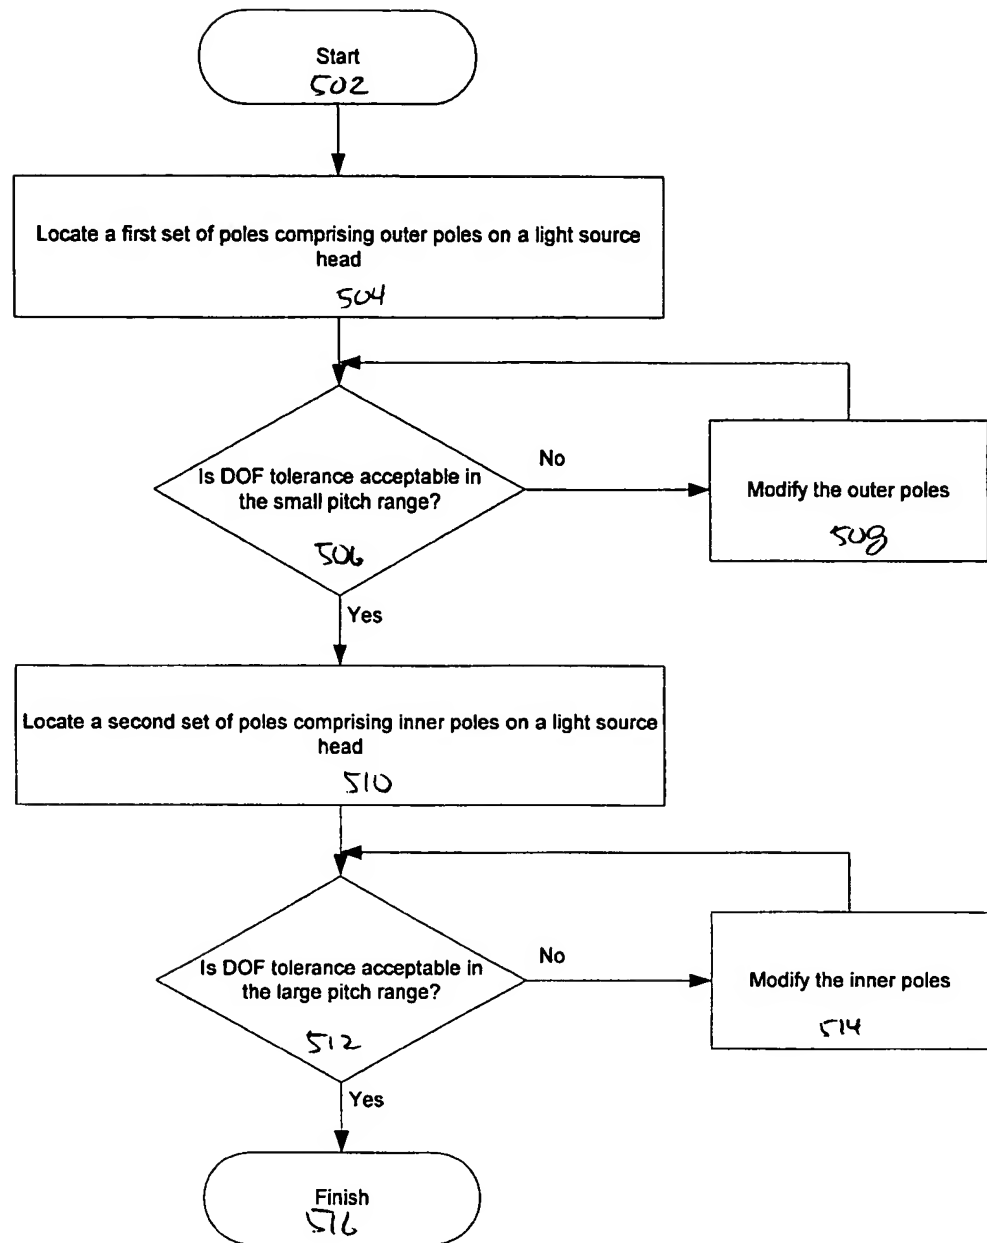 Start
502
Locate a first set of poles comprising outer poles on a light source
head
504
Is DOF tolerance acceptable in
the small pitch range?
506
No
Modify the outer poles
508
Yes
Locate a second set of poles comprising inner poles on a light source
head
510
Is DOF tolerance acceptable in
the large pitch range?
512
No
Modify the inner poles
514
Yes
Finish
516